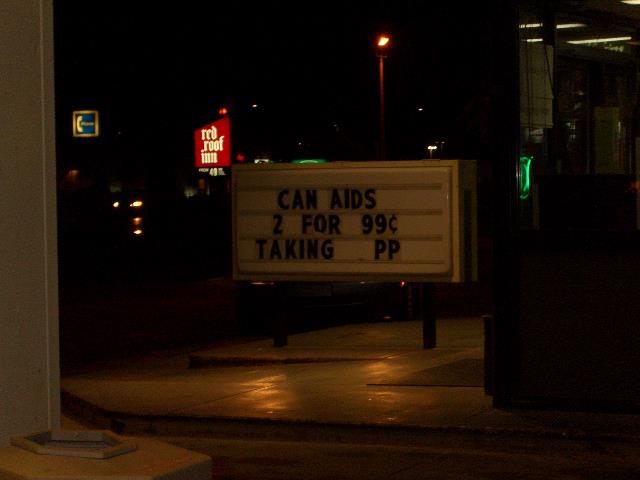 red
roof
inn
CAN AIDS
2 FOR 99¢
TAKING PP